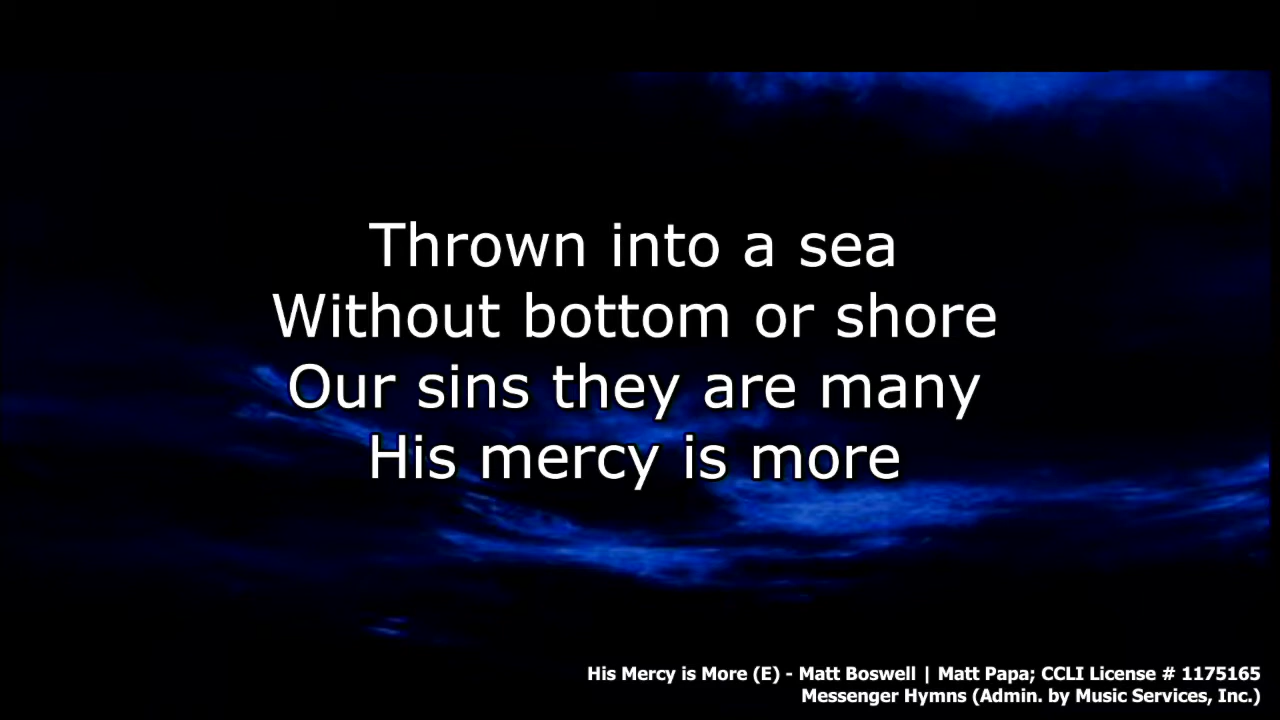 Thrown into a sea
Without bottom or shore
Our sins they are many
His mercy is more
His Mercy is More (E) - Matt Boswell | Matt Papa; CCLI License # 1175165
Messenger Hymns (Admin. by Music Services, Inc.)